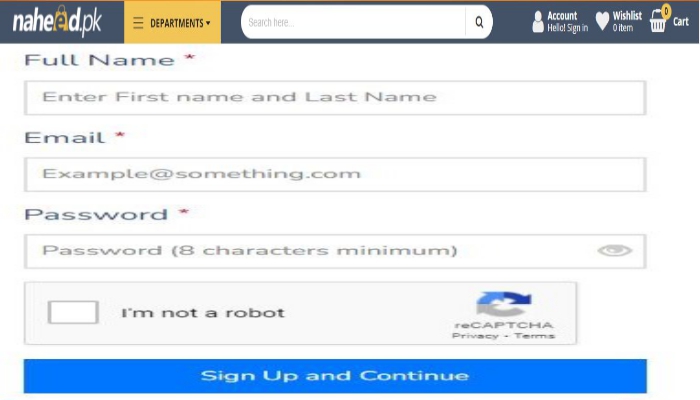 naheed.pk
DEPARTMENTS
Search here...
Account
Hello! Sign in
Wishlist
0 item
0
Cart
Full Name *
Enter First name and Last Name
Email *
Example@something.com
Password *
Password (8 characters minimum)
I'm not a robot
reCAPTCHA
Privacy - Terms
Sign Up and Continue